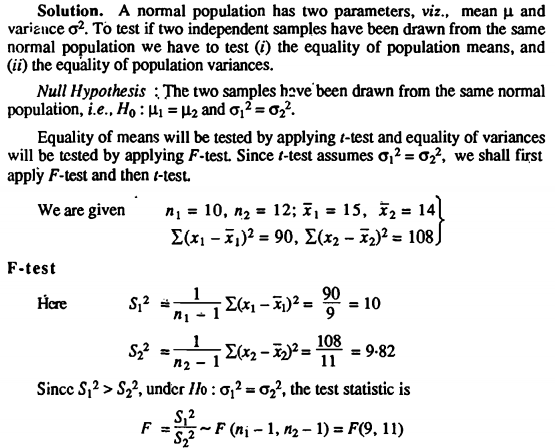 Solution. A normal population has two parameters, viz., mean μ and
variance σ². To test if two independent samples have been drawn from the same
normal population we have to test (i) the equality of population means, and
(ii) the equality of population variances.
Null Hypothesis : The two samples have been drawn from the same normal
population, i.e., H₀ : μ₁ = μ₂ and σ₁² = σ₂².
Equality of means will be tested by applying t-test and equality of variances
will be tested by applying F-test. Since t-test assumes σ₁² = σ₂², we shall first
apply F-test and then t-test.
We are given n₁ = 10, n₂ = 12; x̄₁ = 15, x̄₂ = 14
Σ(x₁ − x̄₁)² = 90, Σ(x₂ − x̄₂)² = 108}
F-test
Here S₁² = 1/(n₁ − 1) Σ(x₁ − x̄₁)² = 90/9 = 10
S₂² = 1/(n₂ − 1) Σ(x₂ − x̄₂)² = 108/11 = 9·82
Since S₁² > S₂², under H₀ : σ₁² = σ₂², the test statistic is
F = S₁²/S₂² ~ F (n₁ − 1, n₂ − 1) = F(9, 11)